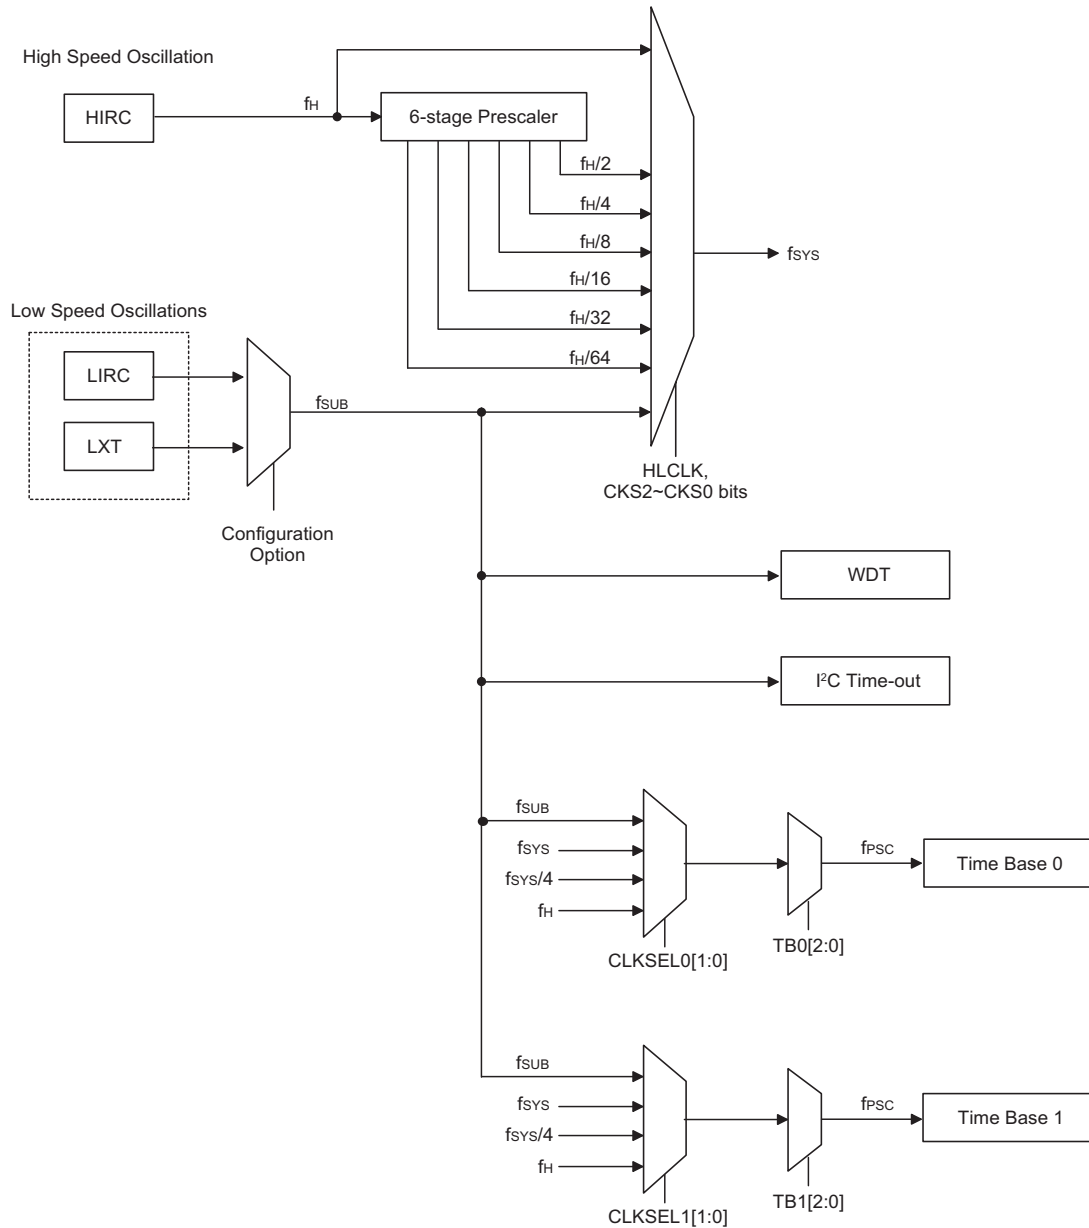 High Speed Oscillation
HIRC
fH
6-stage Prescaler
fH/2
fH/4
fH/8
fH/16
fH/32
fH/64
fSYS
Low Speed Oscillations
LIRC
LXT
fSUB
HLCLK,
CKS2~CKS0 bits
Configuration
Option
WDT
I²C Time-out
fSUB
fSYS
fSYS/4
fH
CLKSEL0[1:0]
TB0[2:0]
fPSC
Time Base 0
fSUB
fSYS
fSYS/4
fH
CLKSEL1[1:0]
TB1[2:0]
fPSC
Time Base 1